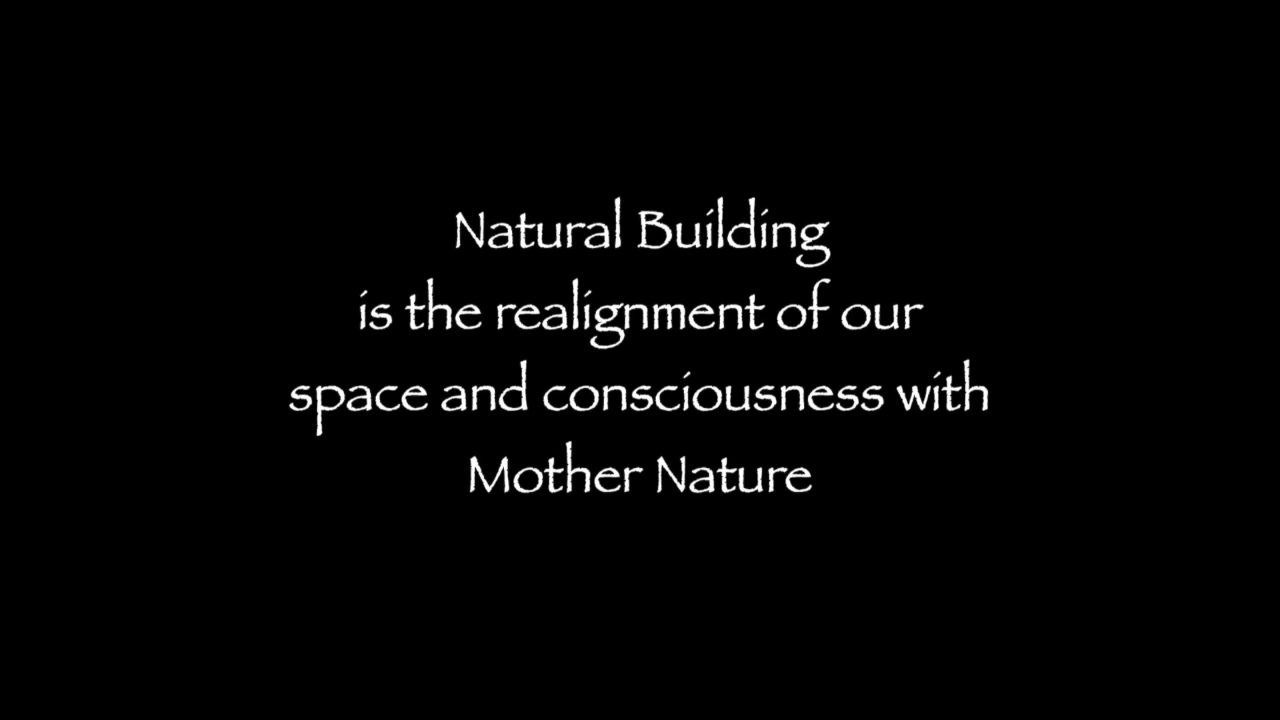 Natural Building
is the realignment of our
space and consciousness with
Mother Nature